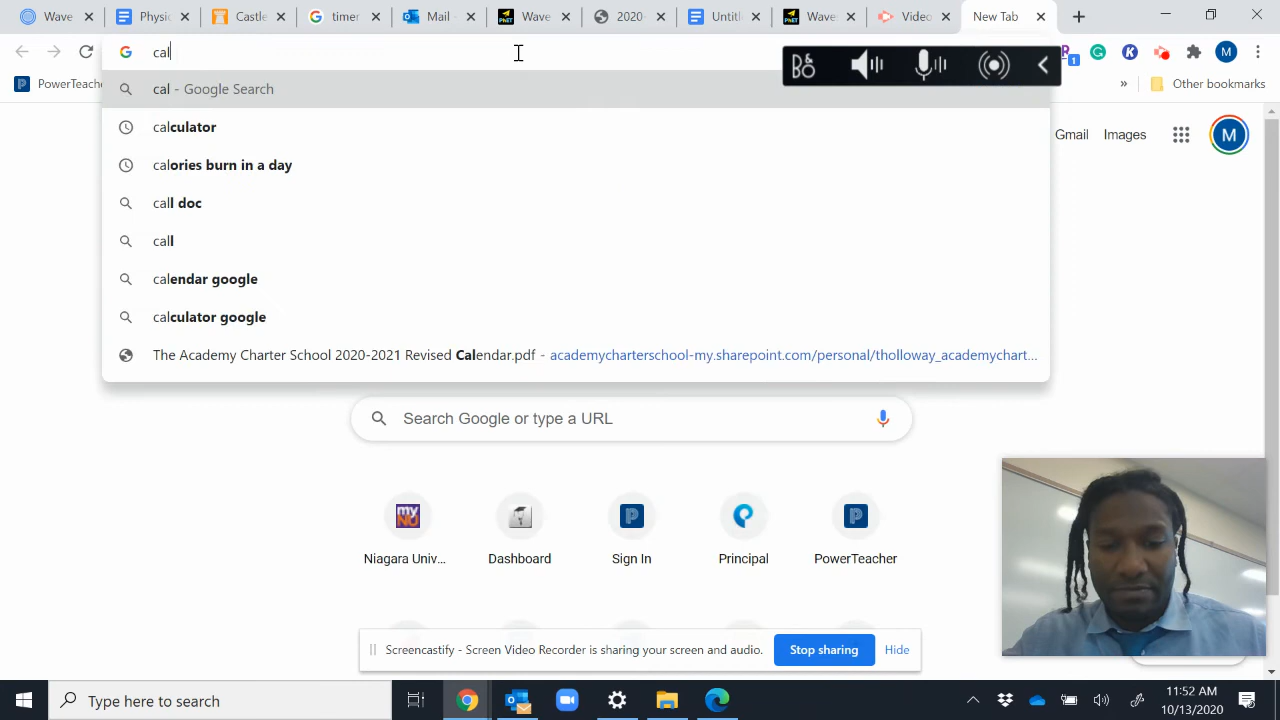 Wave
Physic
Castle
timer
Mail -
Wave
2020-
Untitl
Wave
Video
New Tab
cal
1
M
PowerTeache
»
Other bookmarks
cal - Google Search
calculator
calories burn in a day
call doc
call
calendar google
calculator google
The Academy Charter School 2020-2021 Revised Calendar.pdf - academycharterschool-my.sharepoint.com/personal/tholloway_academychart...
Gmail
Images
M
Search Google or type a URL
Niagara Univ...
Dashboard
Sign In
Principal
PowerTeacher
Screencastify - Screen Video Recorder is sharing your screen and audio.
Stop sharing
Hide
Type here to search
11:52 AM
10/13/2020